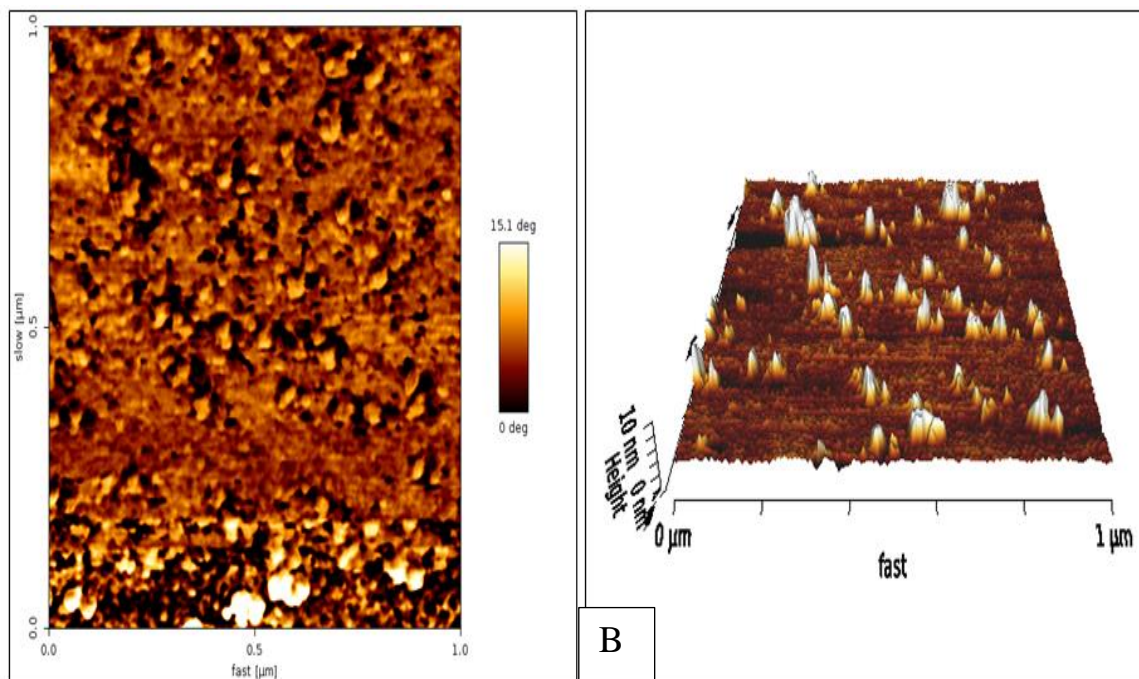 1.0
slow [µm]
0.5
0.0
0.0
0.5
1.0
fast [µm]
15.1 deg
0 deg
10 nm
0 nm
Height
0 µm
1 µm
fast
B